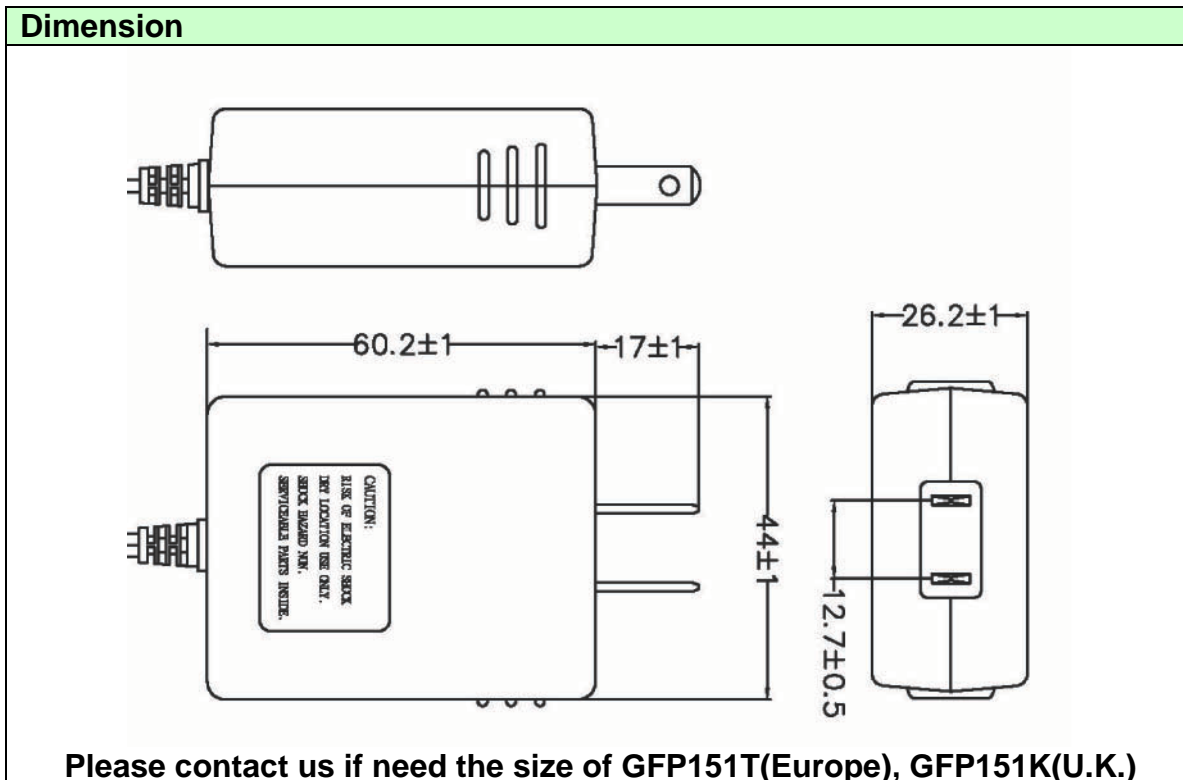 Dimension
60.2±1
17±1
26.2±1
44±1
12.7±0.5
CAUTION:
RISK OF ELECTRIC SHOCK
DRY LOCATION USE ONLY.
SHOCK HAZARD NON.
SERVICEABLE PARTS INSIDE.
Please contact us if need the size of GFP151T(Europe), GFP151K(U.K.)